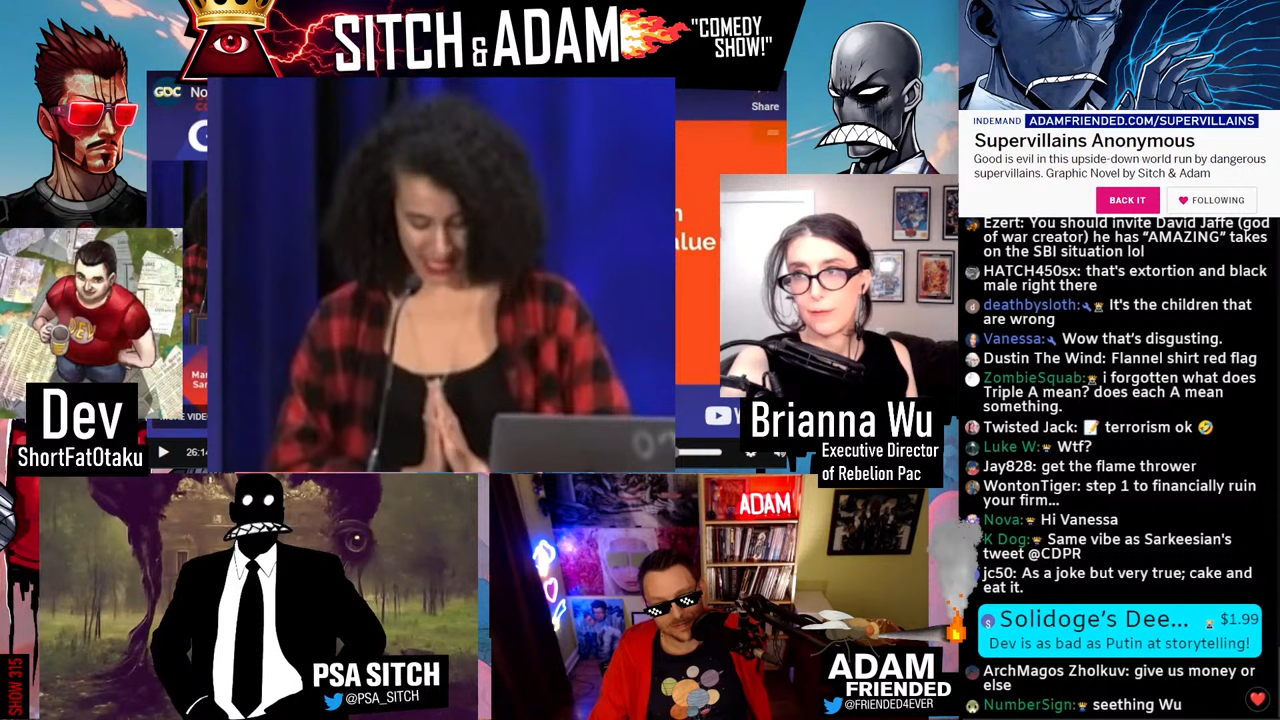 SITCH & ADAM
"COMEDY
SHOW!"
GDC
No
Share
G
alue
DEV
Dev
ShortFatOtaku
26:14
Brianna Wu
Executive Director
of Rebelion Pac
SHOW 315
PSA SITCH
@PSA_SITCH
ADAM
ADAM
FRIENDED
@FRIENDED4EVER
INDEMAND ADAMFRIENDED.COM/SUPERVILLAINS
Supervillains Anonymous
Good is evil in this upside-down world run by dangerous
supervillains. Graphic Novel by Sitch & Adam
BACK IT
FOLLOWING
Ezert: You should invite David Jaffe (god
of war creator) he has “AMAZING” takes
on the SBI situation lol
HATCH450sx: that's extortion and black
male right there
deathbysloth: It's the children that
are wrong
Vanessa: Wow that’s disgusting.
Dustin The Wind: Flannel shirt red flag
ZombieSquab: i forgotten what does
Triple A mean? does each A mean
something.
Twisted Jack: 📝 terrorism ok 🤣
Luke W: Wtf?
Jay828: get the flame thrower
WontonTiger: step 1 to financially ruin
your firm...
Nova: Hi Vanessa
K Dog: Same vibe as Sarkeesian's
tweet @CDPR
jc50: As a joke but very true; cake and
eat it.
Solidoge’s Dee... $1.99
Dev is as bad as Putin at storytelling!
ArchMagos Zholkuv: give us money or
else
NumberSign: seething Wu